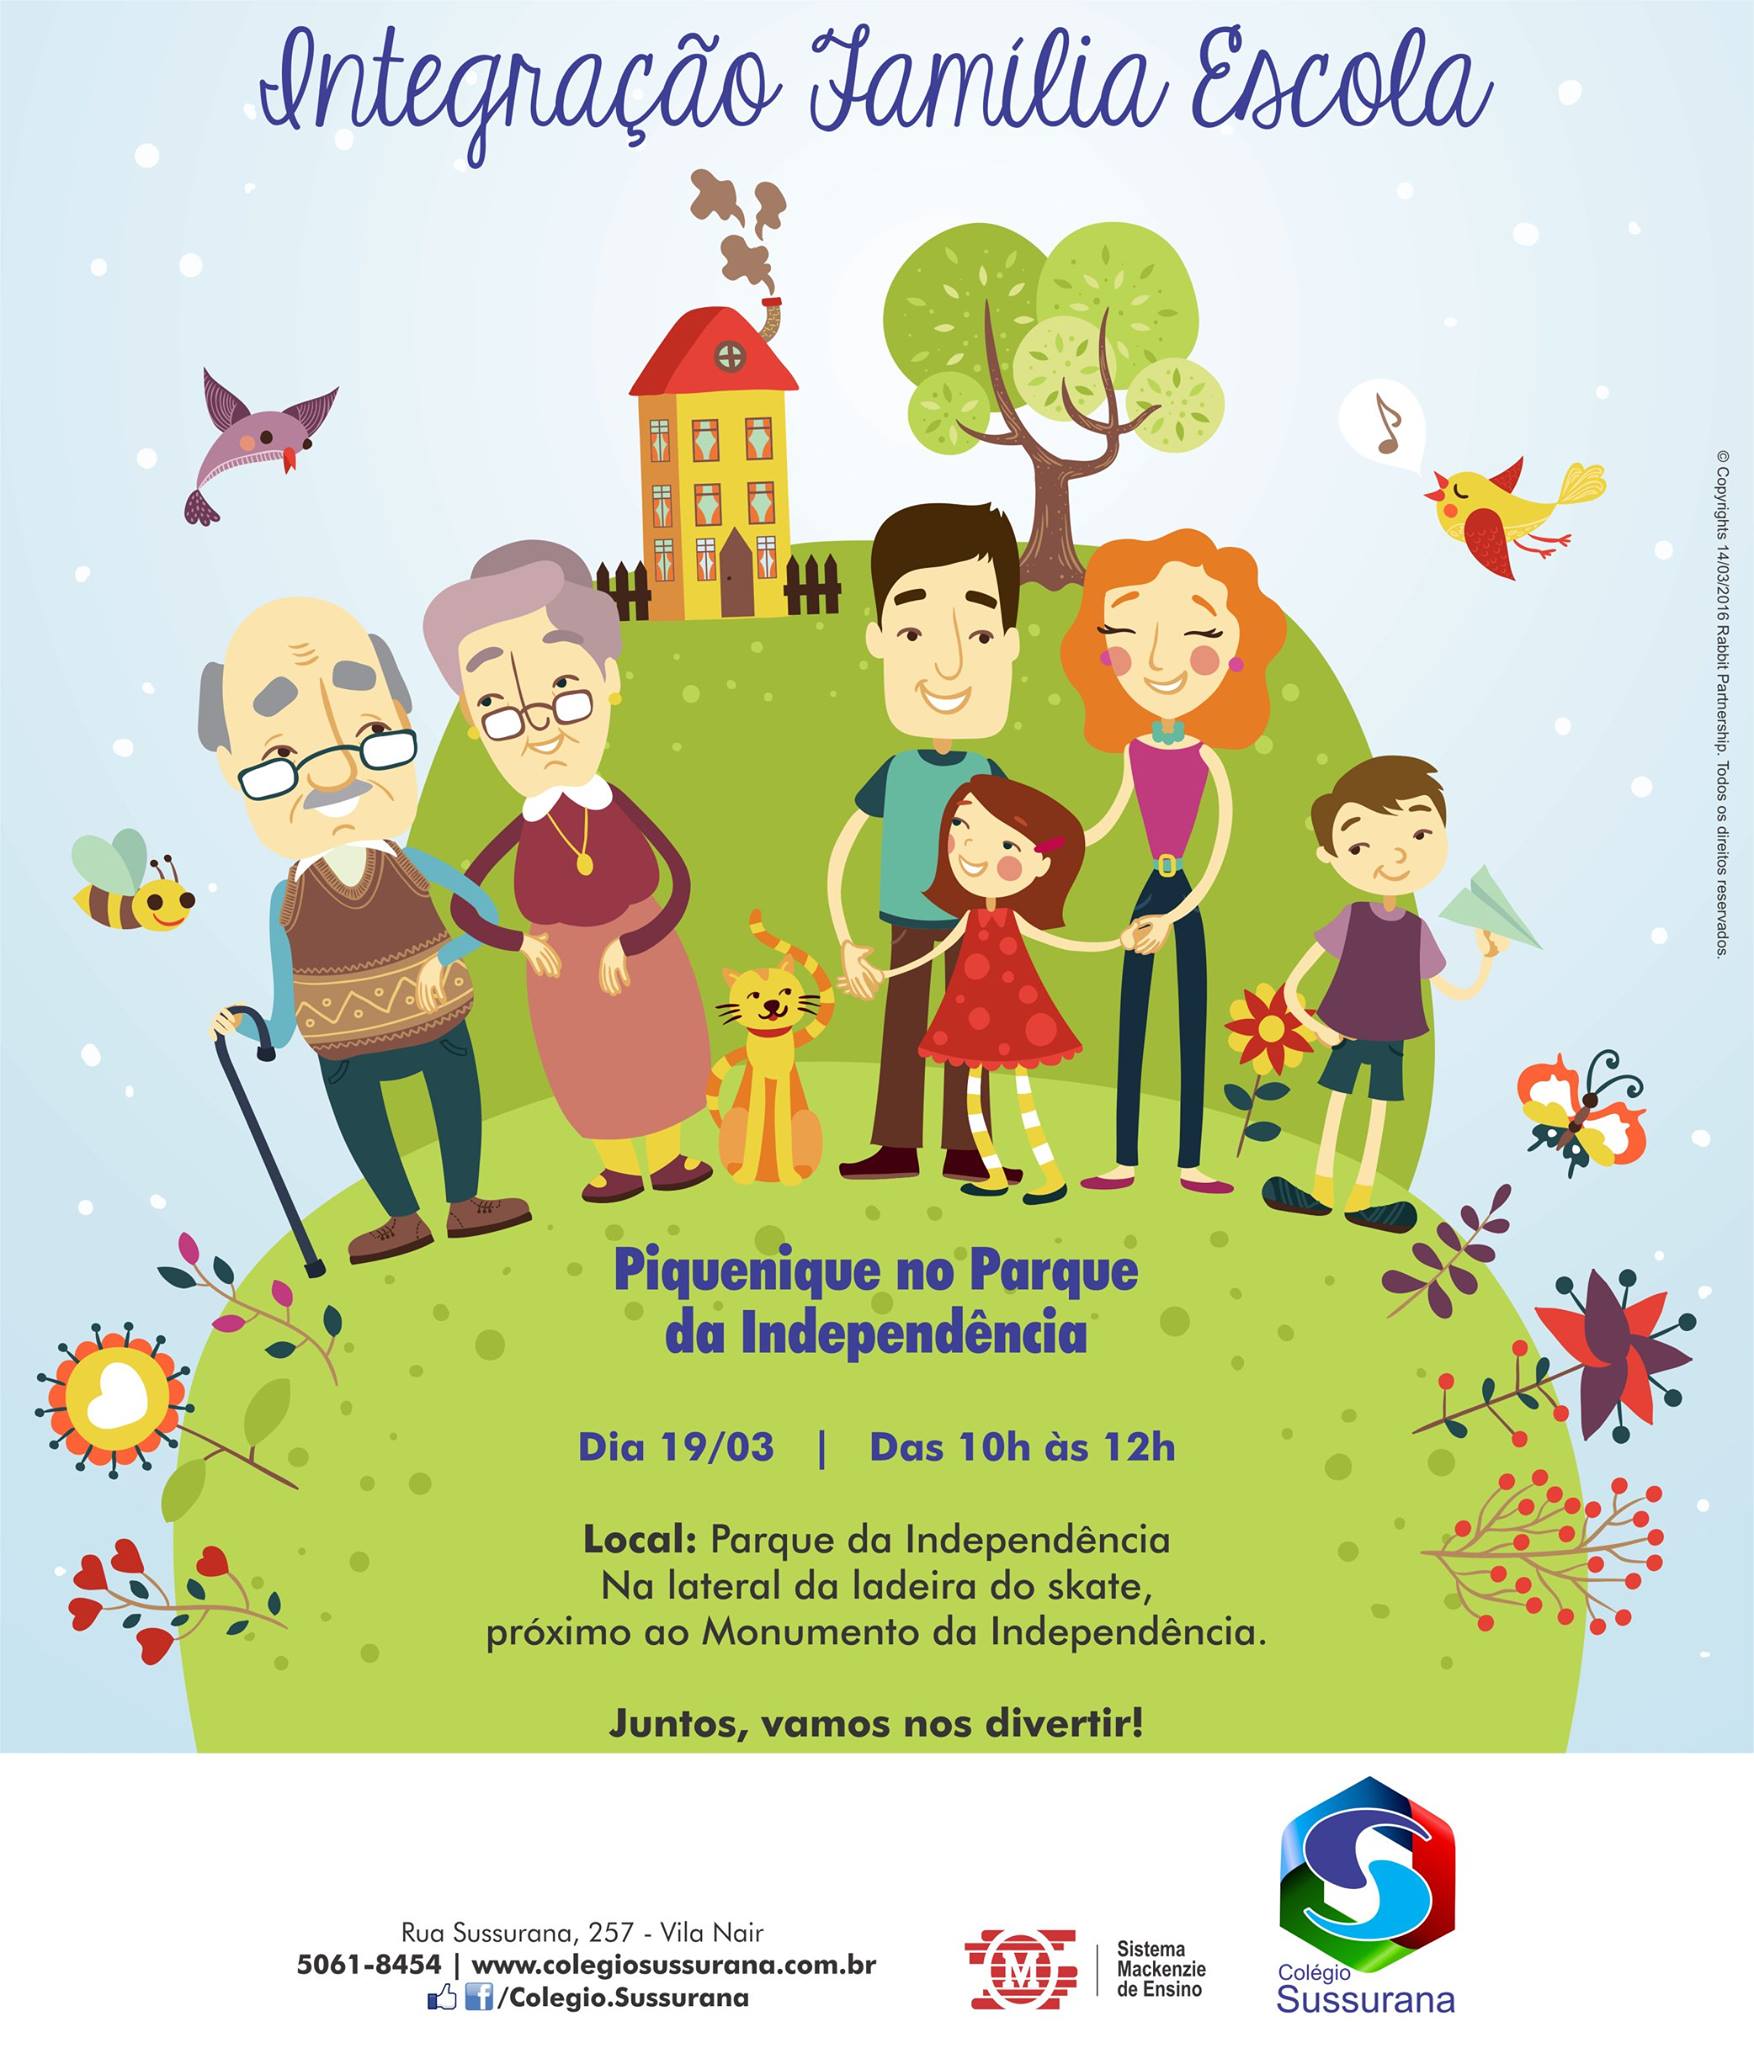 Integração Família Escola
© Copyrights 14/03/2016 Rabbit Partnership. Todos os direitos reservados.
Piquenique no Parque
da Independência
Dia 19/03 | Das 10h às 12h
Local: Parque da Independência
Na lateral da ladeira do skate,
próximo ao Monumento da Independência.
Juntos, vamos nos divertir!
Rua Sussurana, 257 - Vila Nair
5061-8454 | www.colegiosussurana.com.br
f /Colegio.Sussurana
M
Sistema
Mackenzie
de Ensino
S
Colégio
Sussurana